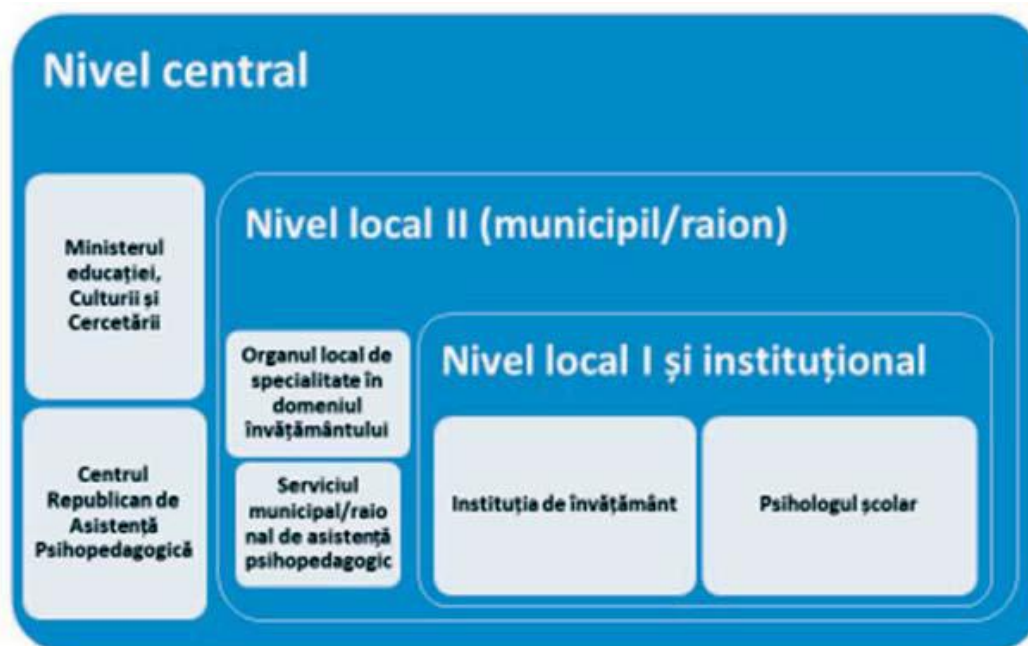 Nivel central
Ministerul
educației,
Culturii și
Cercetării
Centrul
Republican de
Asistență
Psihopedagogică
Nivel local II (municipil/raion)
Organul local de
specialitate în
domeniul
învățământului
Serviciul
municipal/raio
nal de asistență
psihopedagogic
Nivel local I și instituțional
Instituția de învățământ
Psihologul școlar